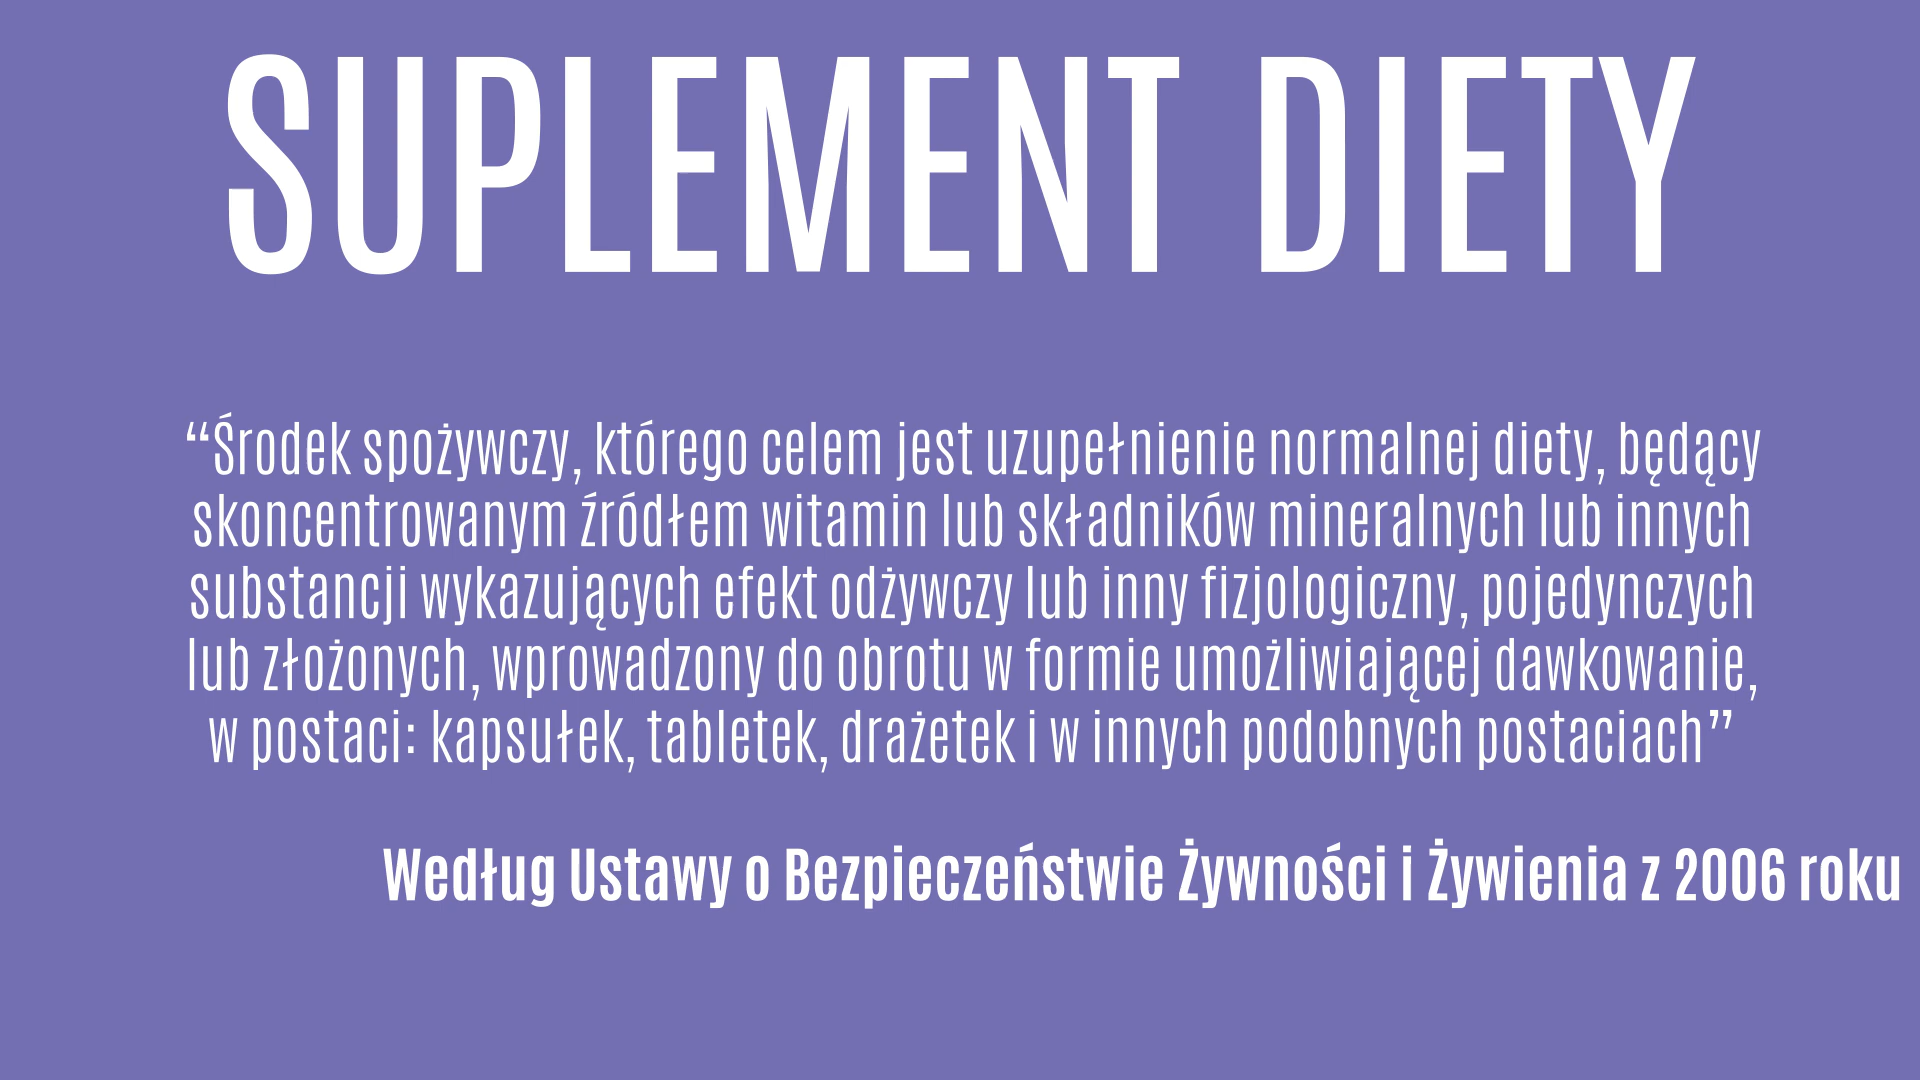 SUPLEMENT DIETY
“Środek spożywczy, którego celem jest uzupełnienie normalnej diety, będący
skoncentrowanym źródłem witamin lub składników mineralnych lub innych
substancji wykazujących efekt odżywczy lub inny fizjologiczny, pojedynczych
lub złożonych, wprowadzony do obrotu w formie umożliwiającej dawkowanie,
w postaci: kapsułek, tabletek, drażetek i w innych podobnych postaciach”
Według Ustawy o Bezpieczeństwie Żywności i Żywienia z 2006 roku